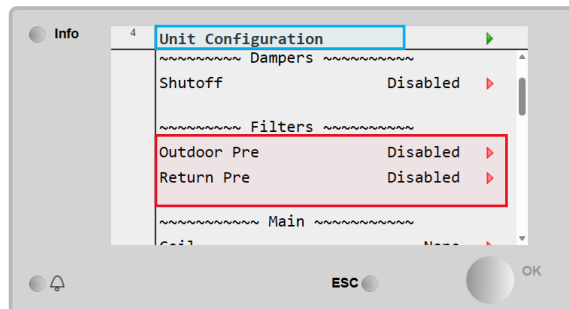 Info
4
Unit Configuration
~~~~~~~~~ Dampers ~~~~~~~~~~
Shutoff Disabled
~~~~~~~~~ Filters ~~~~~~~~~~
Outdoor Pre Disabled
Return Pre Disabled
~~~~~~~~~~~ Main ~~~~~~~~~~~
ESC
OK